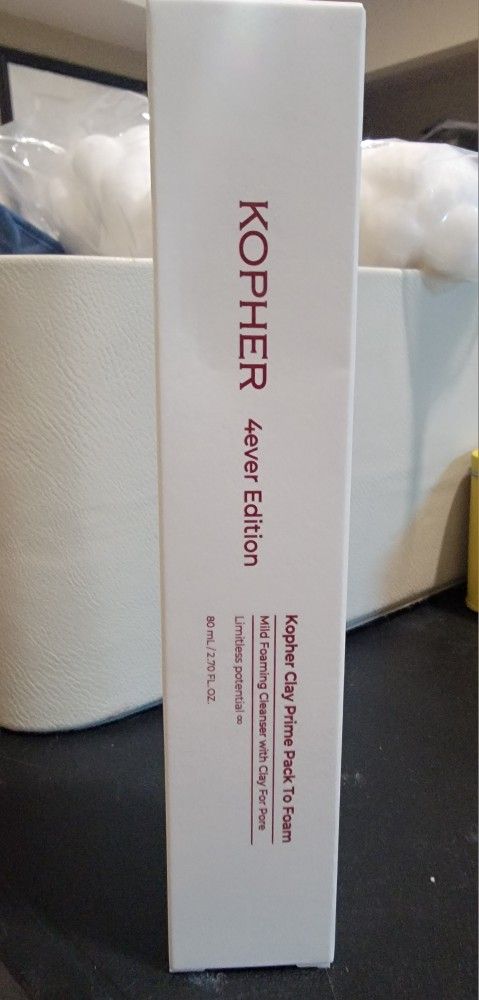 KOPHER 4ever Edition
Kopher Clay Prime Pack To Foam
Mild Foaming Cleanser with Clay For Pore
Limitless potential ∞
80 mL / 2.70 FL. OZ.